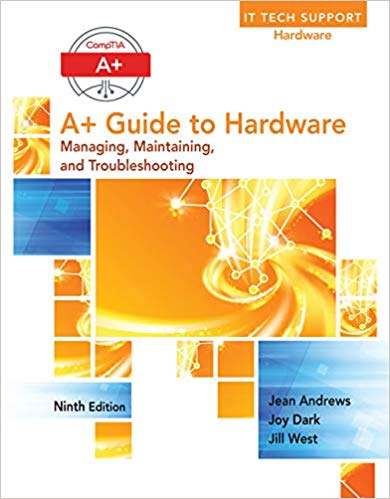 IT TECH SUPPORT
Hardware
CompTIA
A+
A+ Guide to Hardware
Managing, Maintaining,
and Troubleshooting
Ninth Edition
Jean Andrews
Joy Dark
Jill West